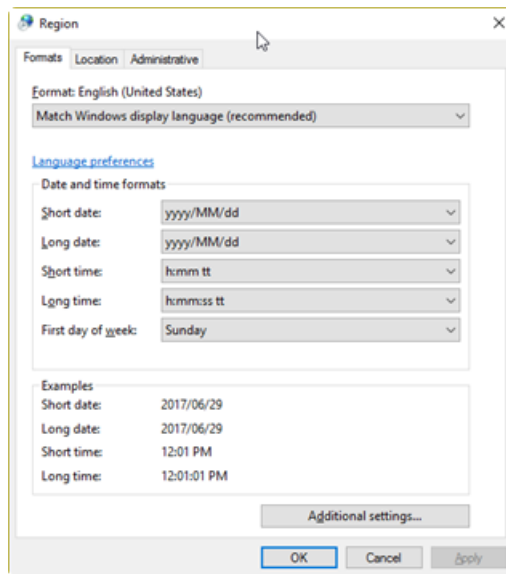 Region
Formats Location Administrative
Format: English (United States)
Match Windows display language (recommended)
Language preferences
Date and time formats
Short date: yyyy/MM/dd
Long date: yyyy/MM/dd
Short time: h:mm tt
Long time: h:mm:ss tt
First day of week: Sunday
Examples
Short date: 2017/06/29
Long date: 2017/06/29
Short time: 12:01 PM
Long time: 12:01:01 PM
Additional settings...
OK Cancel Apply